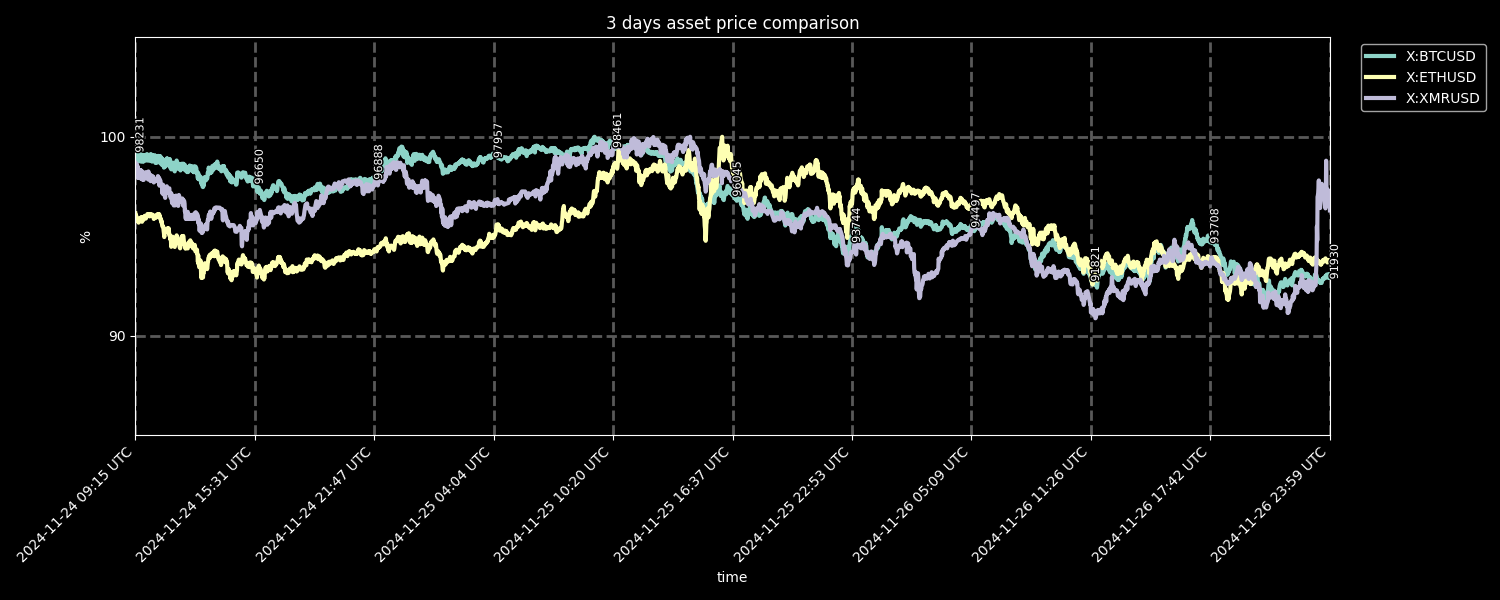 3 days asset price comparison
X:BTCUSD
X:ETHUSD
X:XMRUSD
100
90
%
98231
96650
96888
97957
98461
96045
93744
94497
91821
93708
91930
2024-11-24 09:15 UTC
2024-11-24 15:31 UTC
2024-11-24 21:47 UTC
2024-11-25 04:04 UTC
2024-11-25 10:20 UTC
2024-11-25 16:37 UTC
2024-11-25 22:53 UTC
2024-11-26 05:09 UTC
2024-11-26 11:26 UTC
2024-11-26 17:42 UTC
2024-11-26 23:59 UTC
time